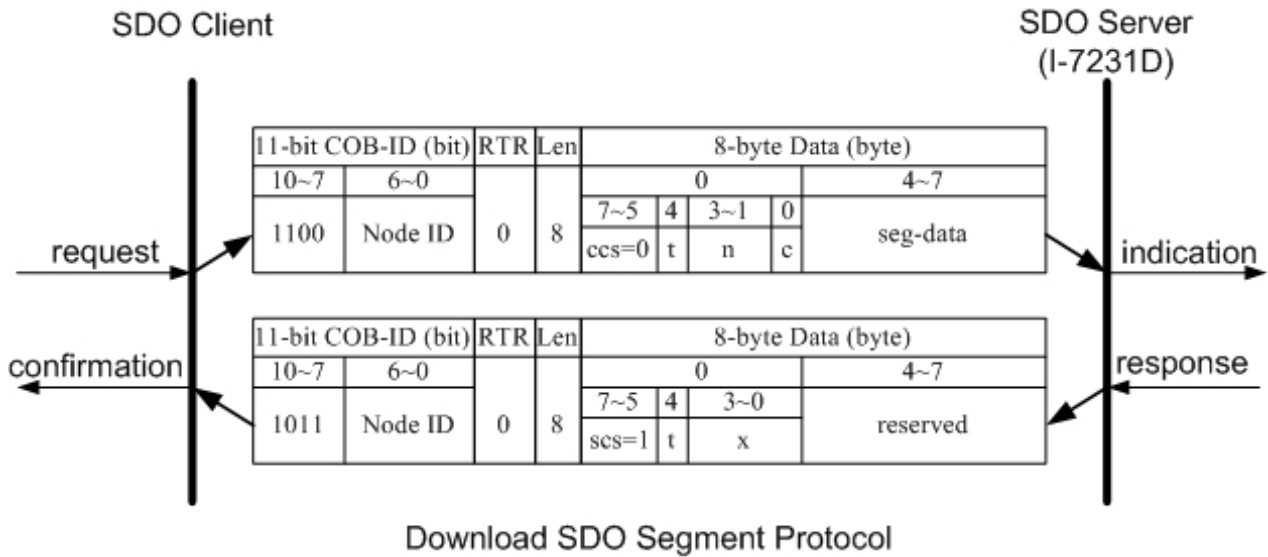 SDO Client
SDO Server
(I-7231D)
11-bit COB-ID (bit) RTR Len 8-byte Data (byte)
10~7 6~0 0 4~7
7~5 4 3~1 0
1100 Node ID 0 8 seg-data
ccs=0 t n c
request
indication
11-bit COB-ID (bit) RTR Len 8-byte Data (byte)
confirmation
response
10~7 6~0 0 4~7
7~5 4 3~0
1011 Node ID 0 8 reserved
scs=1 t x
Download SDO Segment Protocol